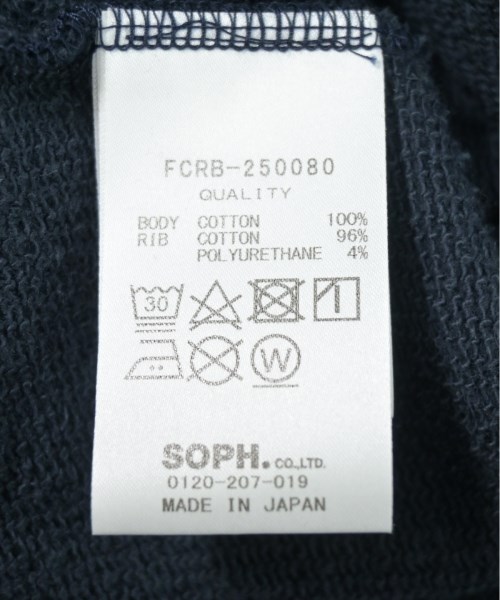 FCRB-250080
QUALITY
BODY COTTON 100%
RIB COTTON 96%
POLYURETHANE 4%
30
W
SOPH. CO.,LTD.
0120-207-019
MADE IN JAPAN